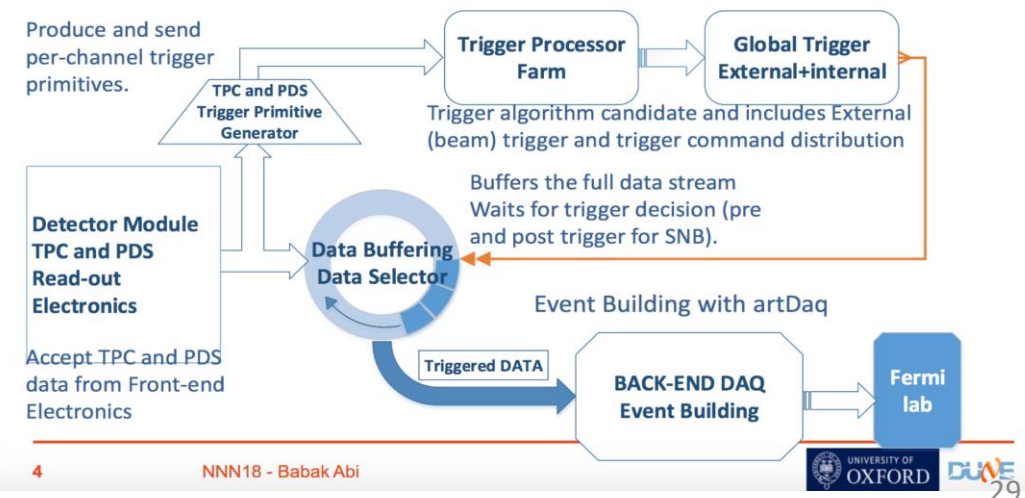 Produce and send
per-channel trigger
primitives.
TPC and PDS
Trigger Primitive
Generator
Trigger Processor
Farm
Global Trigger
External+internal
Trigger algorithm candidate and includes External
(beam) trigger and trigger command distribution
Buffers the full data stream
Waits for trigger decision (pre
and post trigger for SNB).
Detector Module
TPC and PDS
Read-out
Electronics
Data Buffering
Data Selector
Accept TPC and PDS
data from Front-end
Electronics
Event Building with artDaq
Triggered DATA
BACK-END DAQ
Event Building
Fermi
lab
4
NNN18 - Babak Abi
UNIVERSITY OF
OXFORD
DUNE
29